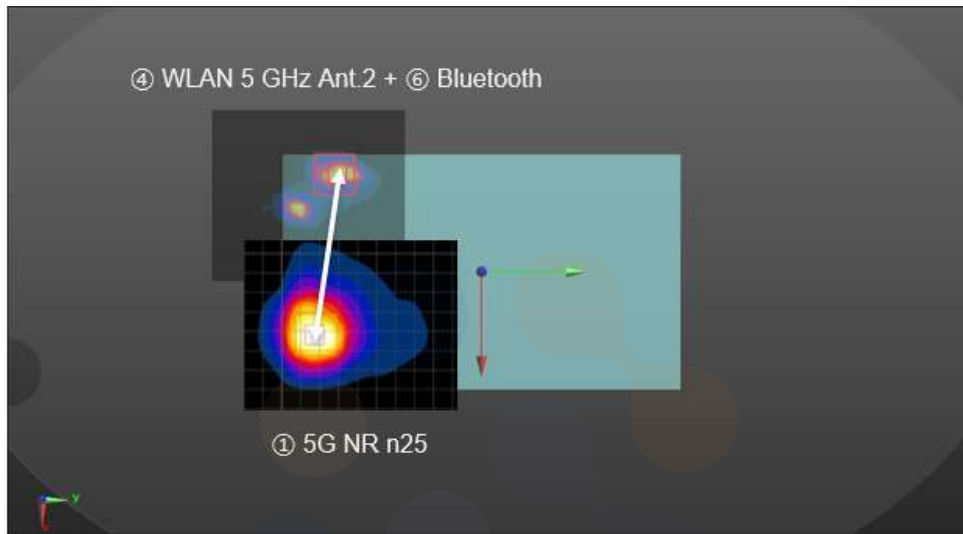 ④ WLAN 5 GHz Ant.2 + ⑥ Bluetooth
① 5G NR n25
y